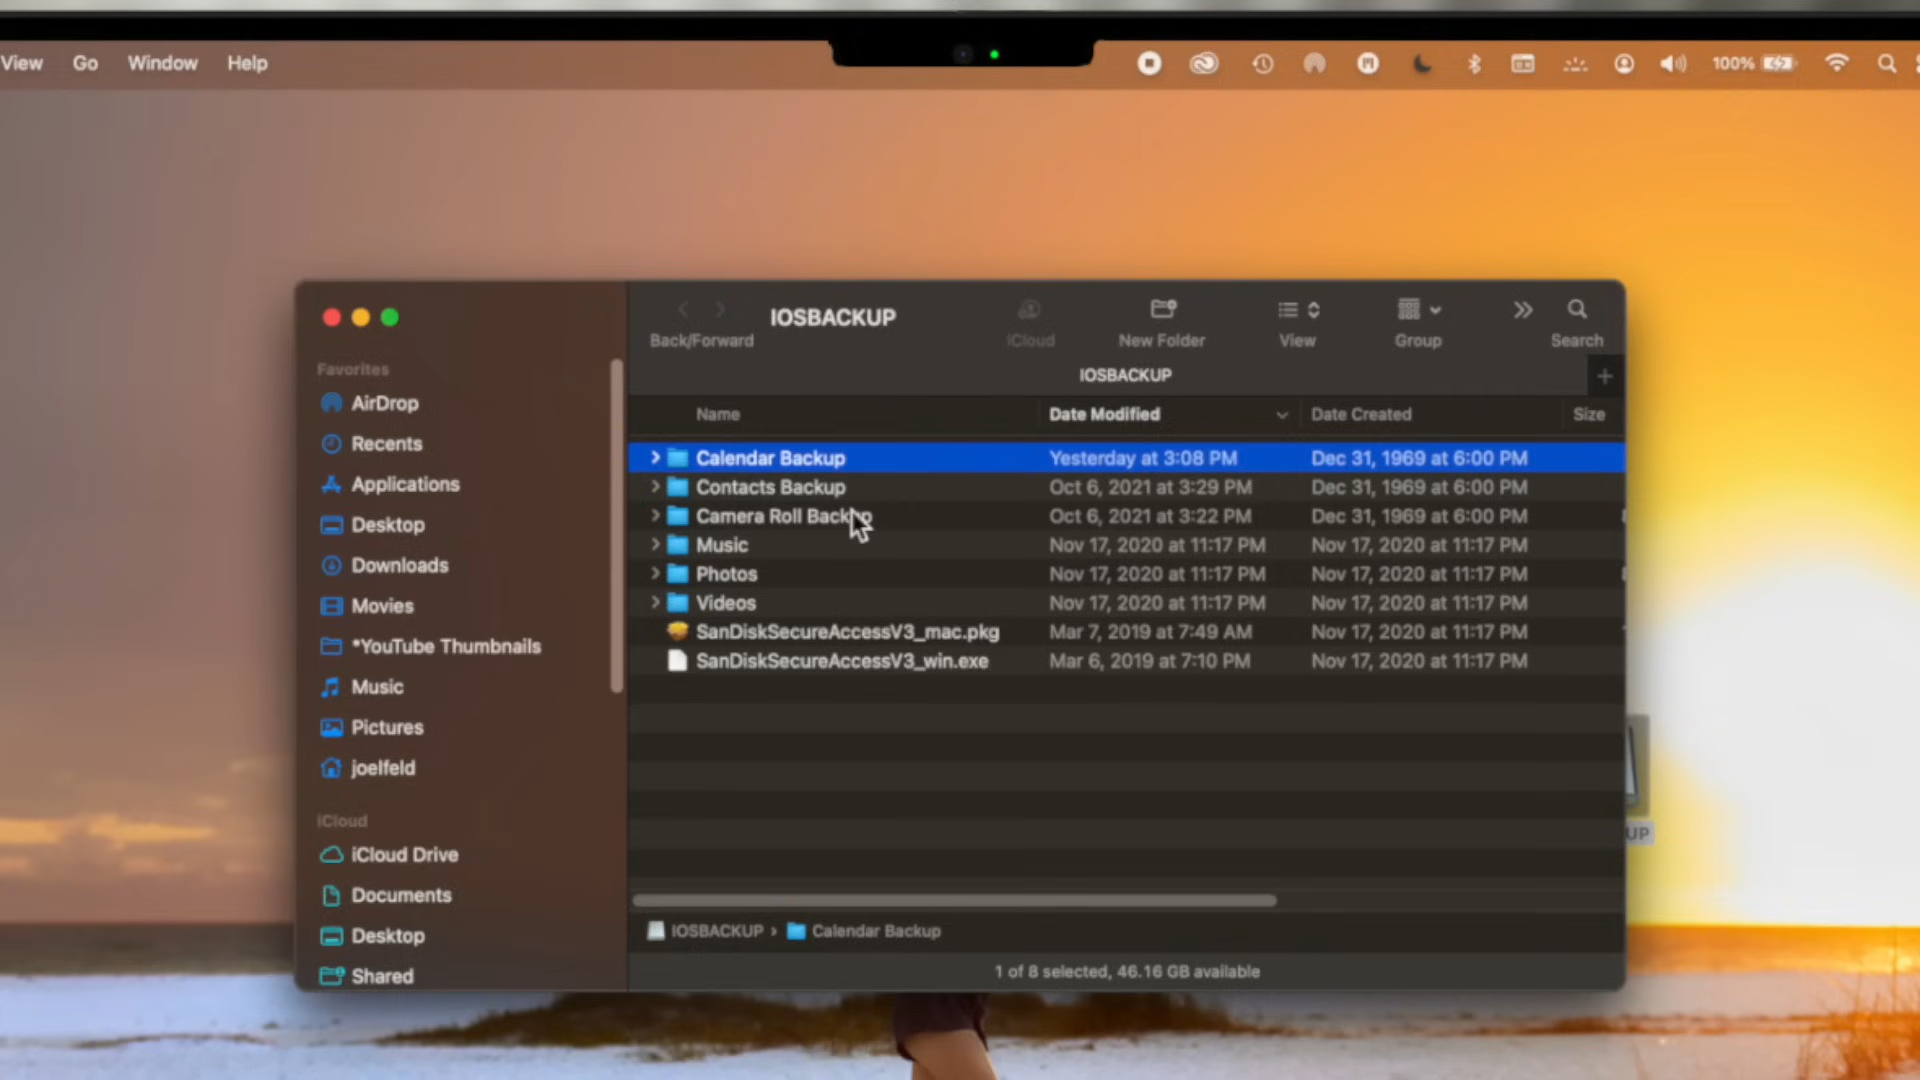 View Go Window Help 100%
IOSBACKUP
Back/Forward iCloud New Folder View Group Search
IOSBACKUP
Name Date Modified Date Created Size
Calendar Backup Yesterday at 3:08 PM Dec 31, 1969 at 6:00 PM
Contacts Backup Oct 6, 2021 at 3:29 PM Dec 31, 1969 at 6:00 PM
Camera Roll Backup Oct 6, 2021 at 3:22 PM Dec 31, 1969 at 6:00 PM
Music Nov 17, 2020 at 11:17 PM Nov 17, 2020 at 11:17 PM
Photos Nov 17, 2020 at 11:17 PM Nov 17, 2020 at 11:17 PM
Videos Nov 17, 2020 at 11:17 PM Nov 17, 2020 at 11:17 PM
SanDiskSecureAccessV3_mac.pkg Mar 7, 2019 at 7:49 AM Nov 17, 2020 at 11:17 PM
SanDiskSecureAccessV3_win.exe Mar 6, 2019 at 7:10 PM Nov 17, 2020 at 11:17 PM
Favorites
AirDrop
Recents
Applications
Desktop
Downloads
Movies
*YouTube Thumbnails
Music
Pictures
joelfeld
iCloud
iCloud Drive
Documents
Desktop
Shared
IOSBACKUP › Calendar Backup
1 of 8 selected, 46.16 GB available
UP